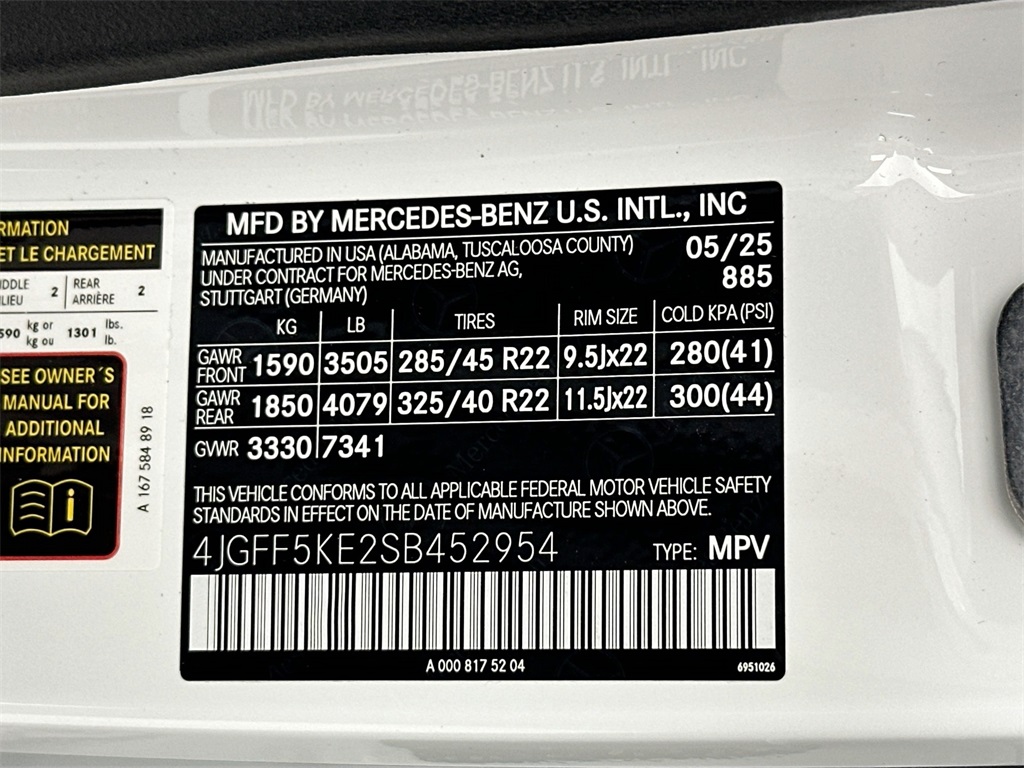 RMATION
ET LE CHARGEMENT
IDDLE 2 REAR 2
LIEU ARRIÈRE
590 kg or 1301 lbs.
kg ou lb.
SEE OWNER´S
MANUAL FOR
ADDITIONAL
INFORMATION
A 167 584 89 18
MFD BY MERCEDES-BENZ U.S. INTL., INC
MANUFACTURED IN USA (ALABAMA, TUSCALOOSA COUNTY) 05/25
UNDER CONTRACT FOR MERCEDES-BENZ AG, 885
STUTTGART (GERMANY)
KG LB TIRES RIM SIZE COLD KPA (PSI)
GAWR FRONT 1590 3505 285/45 R22 9.5Jx22 280(41)
GAWR REAR 1850 4079 325/40 R22 11.5Jx22 300(44)
GVWR 3330 7341
THIS VEHICLE CONFORMS TO ALL APPLICABLE FEDERAL MOTOR VEHICLE SAFETY
STANDARDS IN EFFECT ON THE DATE OF MANUFACTURE SHOWN ABOVE.
4JGFF5KE2SB452954 TYPE: MPV
A 000 817 52 04 6951026